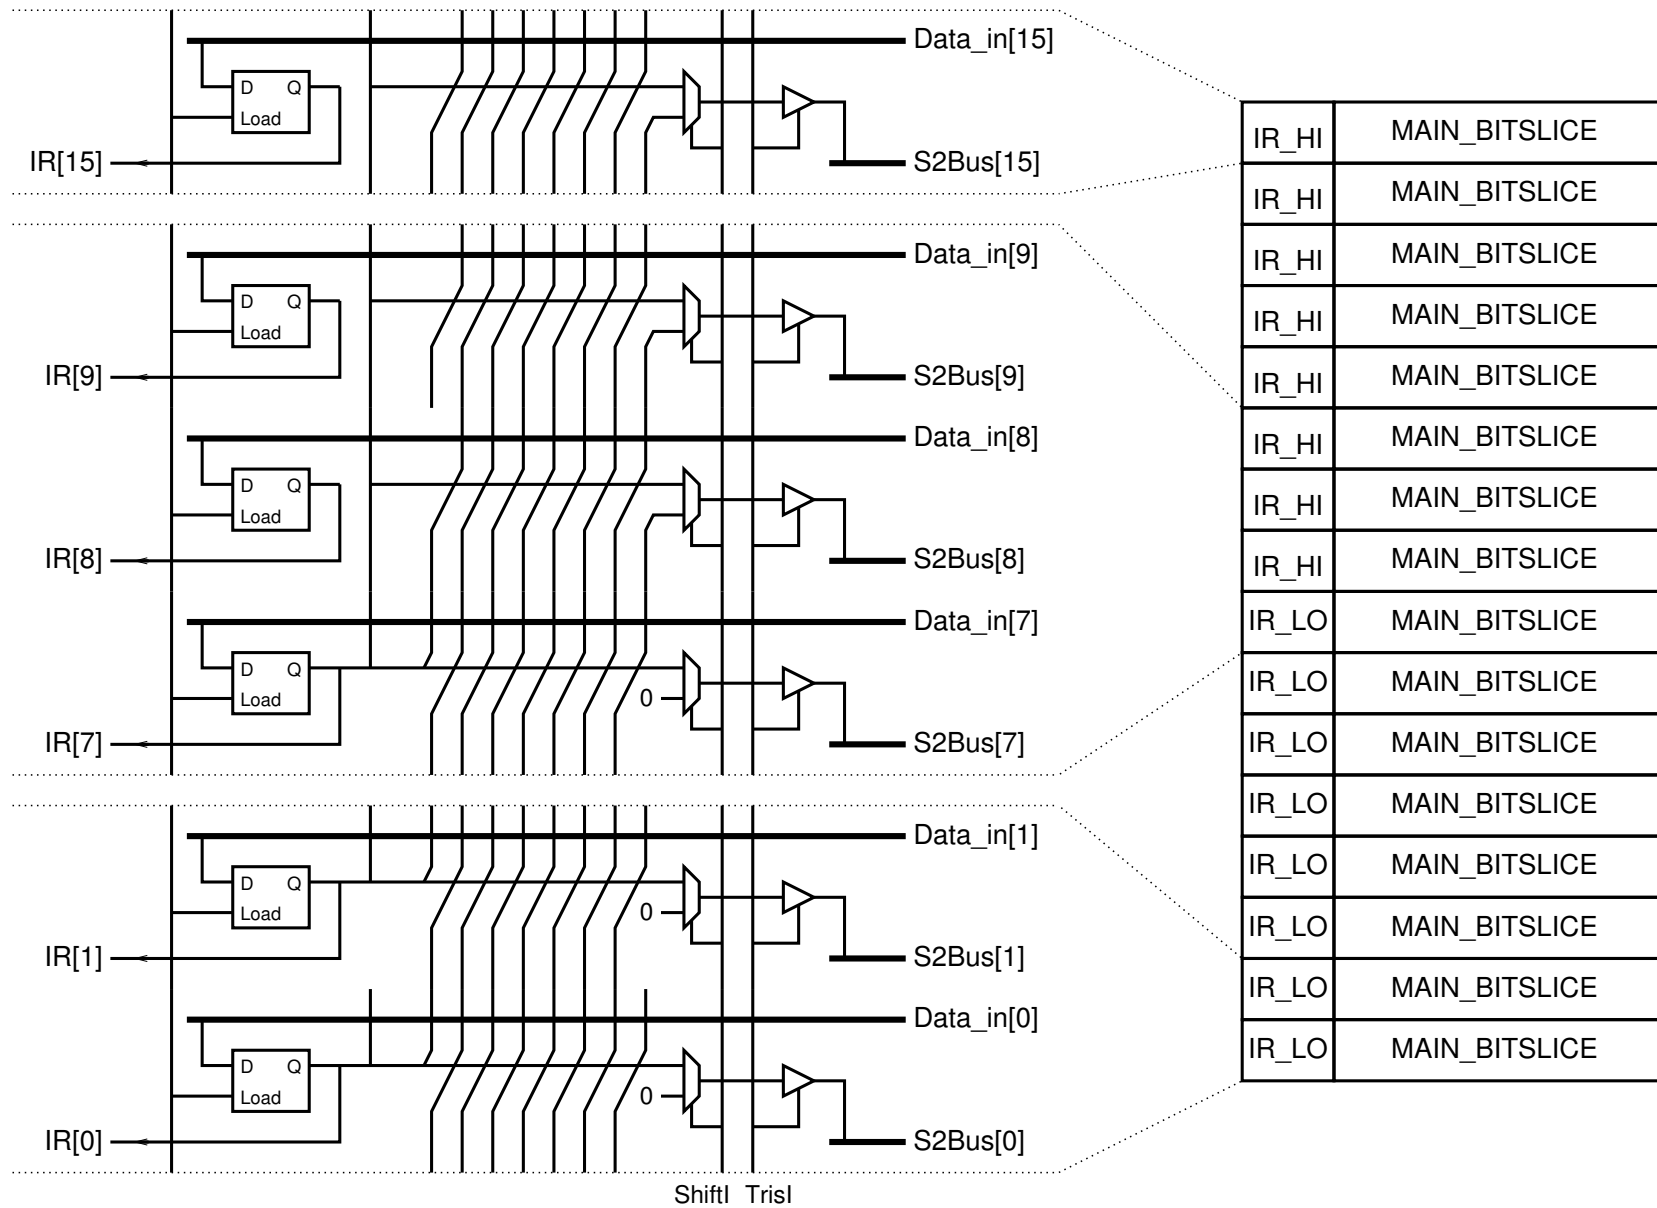 Data_in[15]
D Q
Load
IR[15]
S2Bus[15]
Data_in[9]
D Q
Load
IR[9]
S2Bus[9]
Data_in[8]
D Q
Load
IR[8]
S2Bus[8]
Data_in[7]
D Q
Load
0
IR[7]
S2Bus[7]
Data_in[1]
D Q
Load
0
IR[1]
S2Bus[1]
Data_in[0]
D Q
Load
0
IR[0]
S2Bus[0]
ShiftI TrisI
IR_HI MAIN_BITSLICE
IR_HI MAIN_BITSLICE
IR_HI MAIN_BITSLICE
IR_HI MAIN_BITSLICE
IR_HI MAIN_BITSLICE
IR_HI MAIN_BITSLICE
IR_HI MAIN_BITSLICE
IR_HI MAIN_BITSLICE
IR_LO MAIN_BITSLICE
IR_LO MAIN_BITSLICE
IR_LO MAIN_BITSLICE
IR_LO MAIN_BITSLICE
IR_LO MAIN_BITSLICE
IR_LO MAIN_BITSLICE
IR_LO MAIN_BITSLICE
IR_LO MAIN_BITSLICE